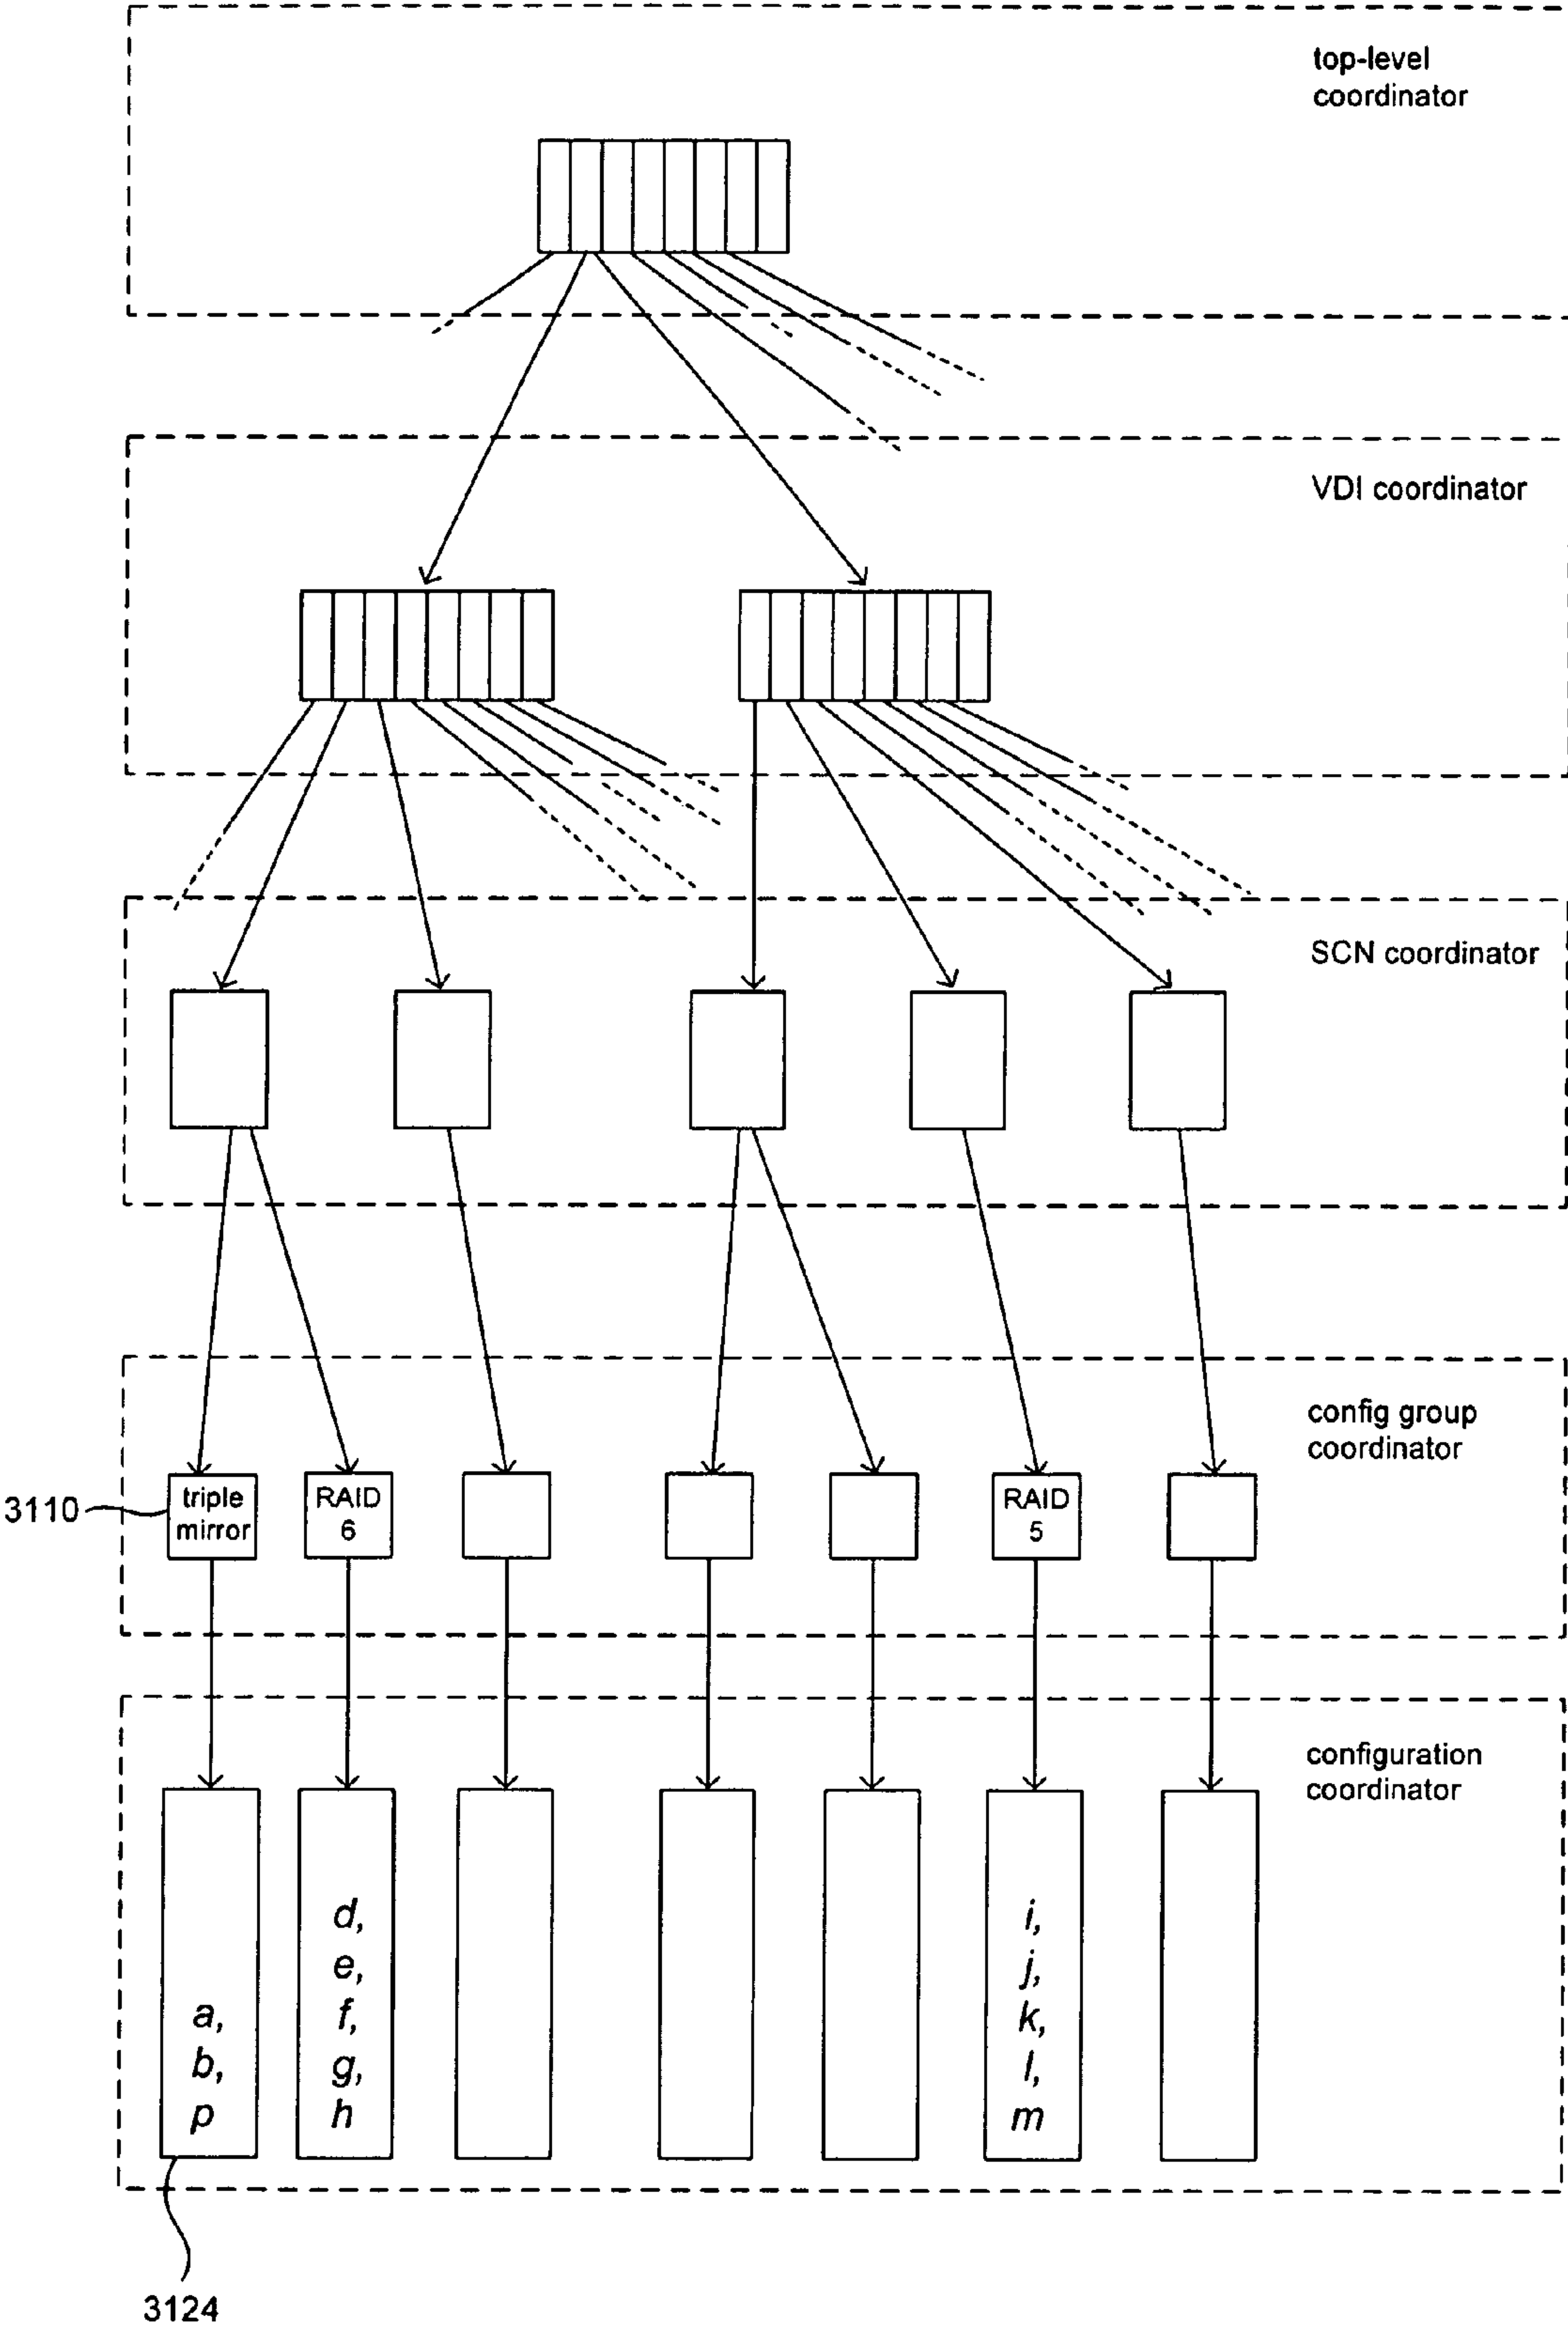 top-level
coordinator
VDI coordinator
SCN coordinator
config group
coordinator
3110
triple
mirror
RAID
6
RAID
5
configuration
coordinator
a,
b,
p
d,
e,
f,
g,
h
i,
j,
k,
l,
m
3124